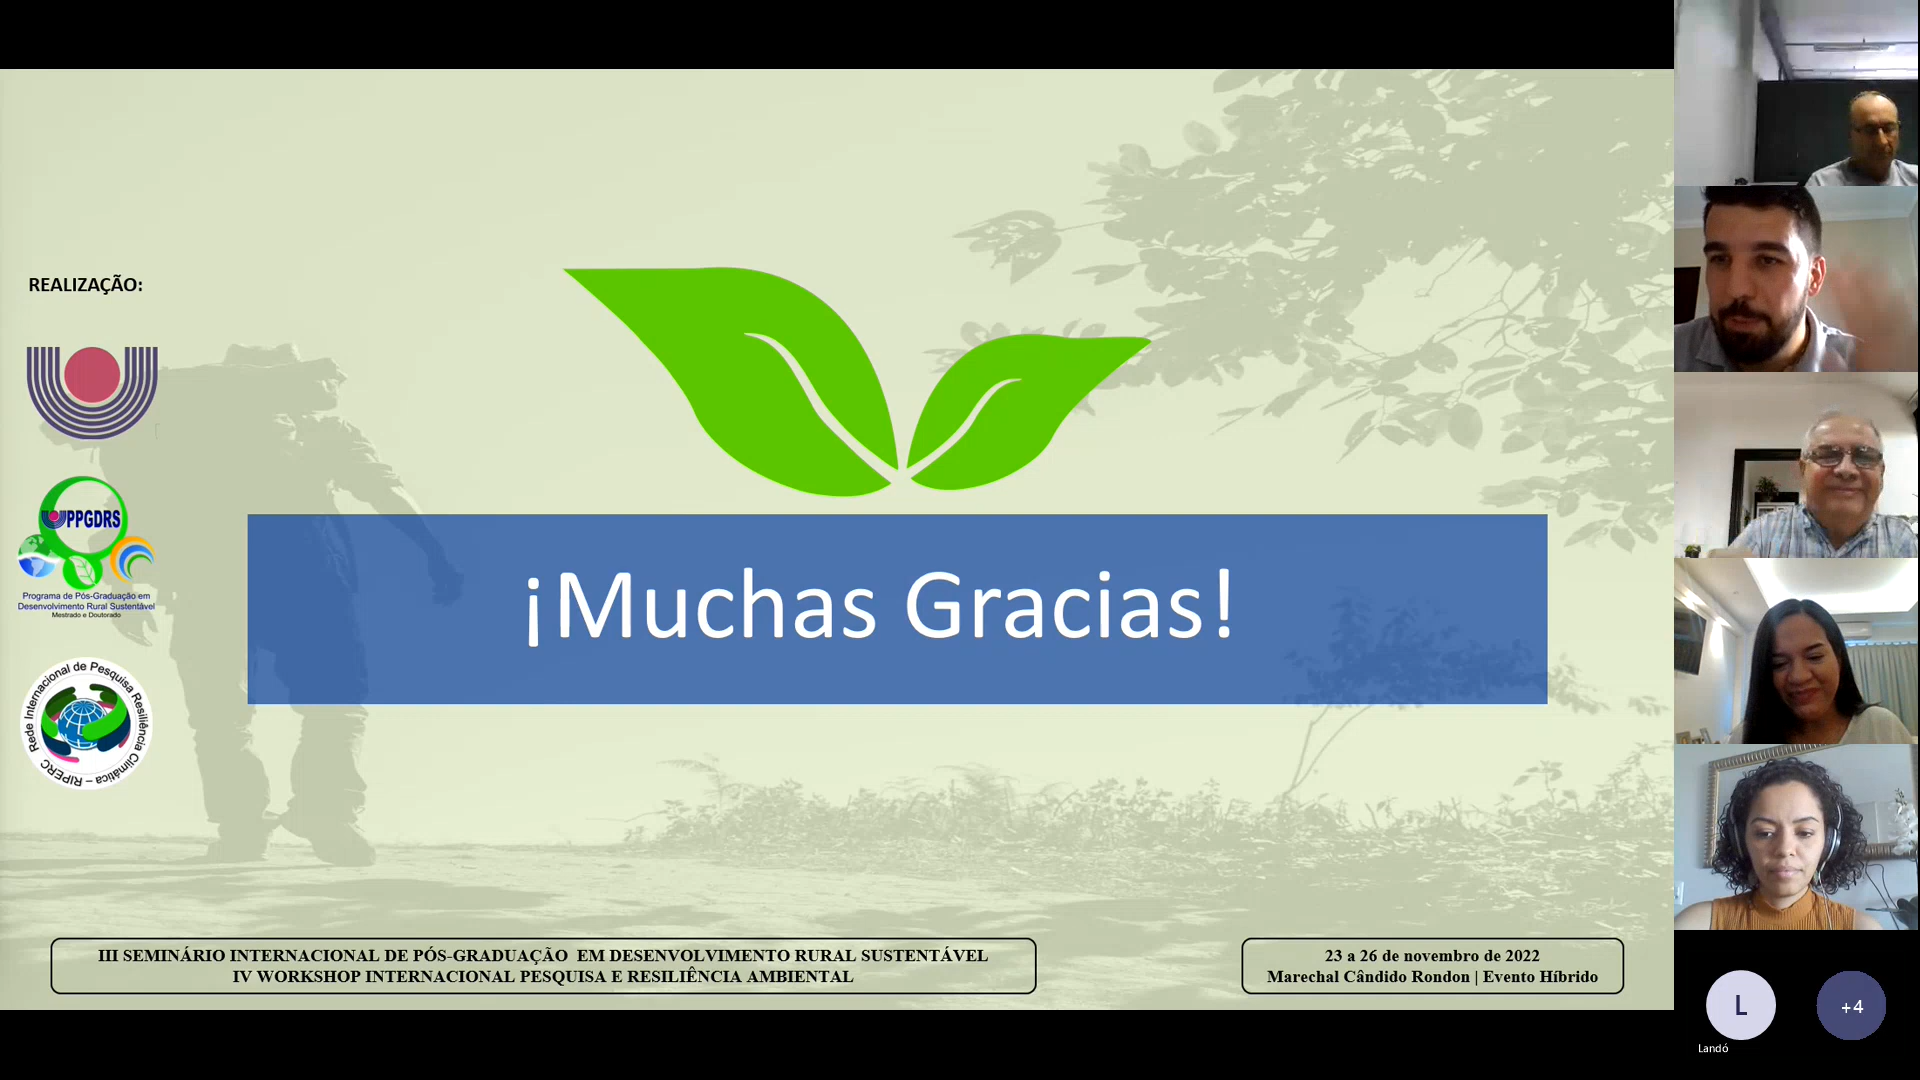 REALIZAÇÃO:
PPGDRS
Programa de Pós-Graduação em
Desenvolvimento Rural Sustentável
Mestrado e Doutorado
Rede Internacional de Pesquisa Resiliência Climática – RIPERC
¡Muchas Gracias!
III SEMINÁRIO INTERNACIONAL DE PÓS-GRADUAÇÃO EM DESENVOLVIMENTO RURAL SUSTENTÁVEL
IV WORKSHOP INTERNACIONAL PESQUISA E RESILIÊNCIA AMBIENTAL
23 a 26 de novembro de 2022
Marechal Cândido Rondon | Evento Híbrido
L
+4
Landó